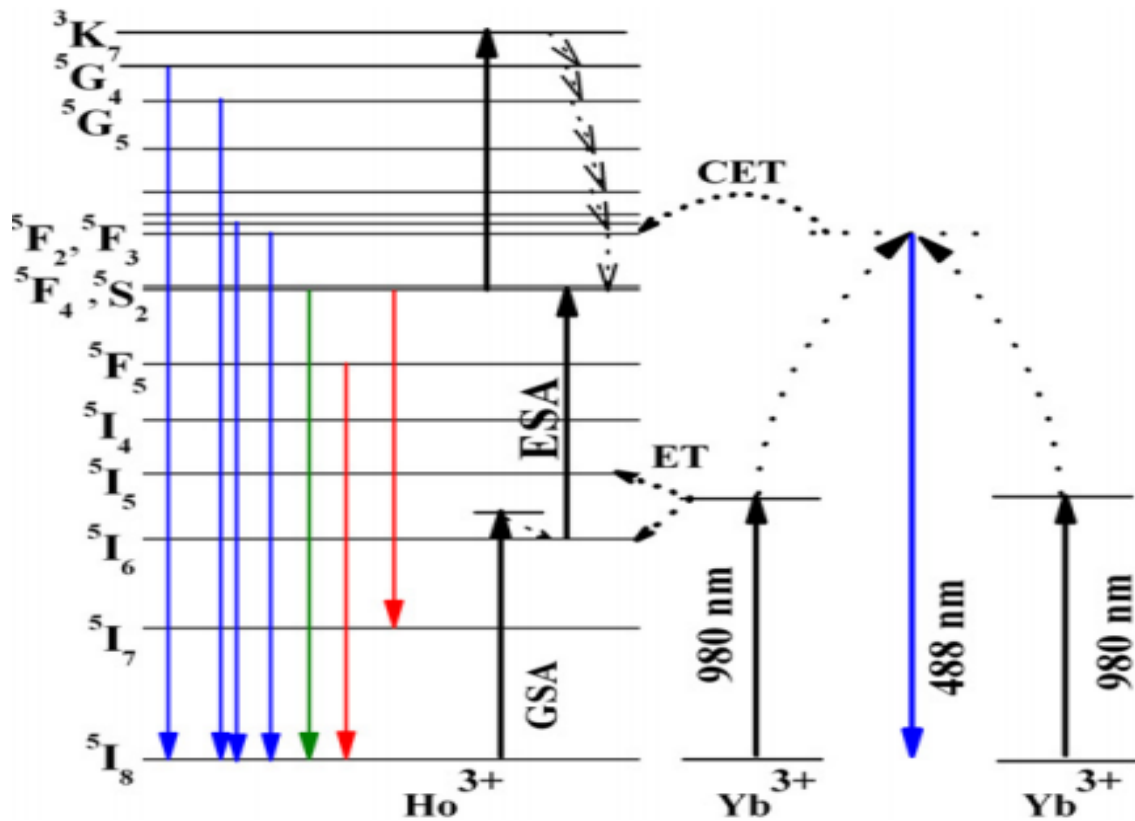 ³K₇
⁵G₄
⁵G₅
⁵F₂, ⁵F₃
⁵F₄, ⁵S₂
⁵F₅
⁵I₄
⁵I₅
⁵I₆
⁵I₇
⁵I₈
CET
ET
ESA
GSA
980 nm
488 nm
980 nm
Ho³⁺
Yb³⁺
Yb³⁺